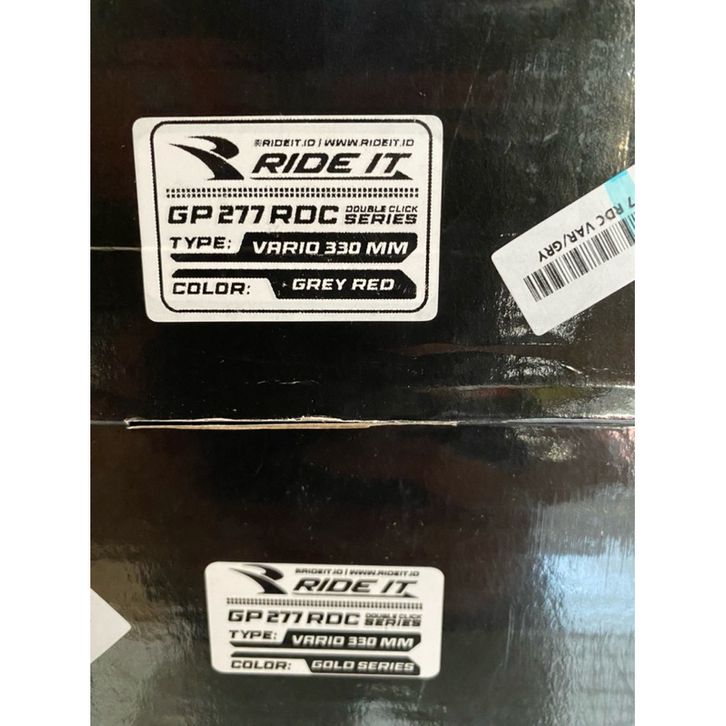 @RIDEIT.ID | WWW.RIDEIT.ID
RIDE IT
GP 277 RDC DOUBLE CLICK SERIES
TYPE: VARIO 330 MM
COLOR: GREY RED
7 RDC VAR/GRY
@RIDEIT.ID | WWW.RIDEIT.ID
RIDE IT
GP 277 RDC DOUBLE CLICK SERIES
TYPE: VARIO 330 MM
COLOR: GOLD SERIES